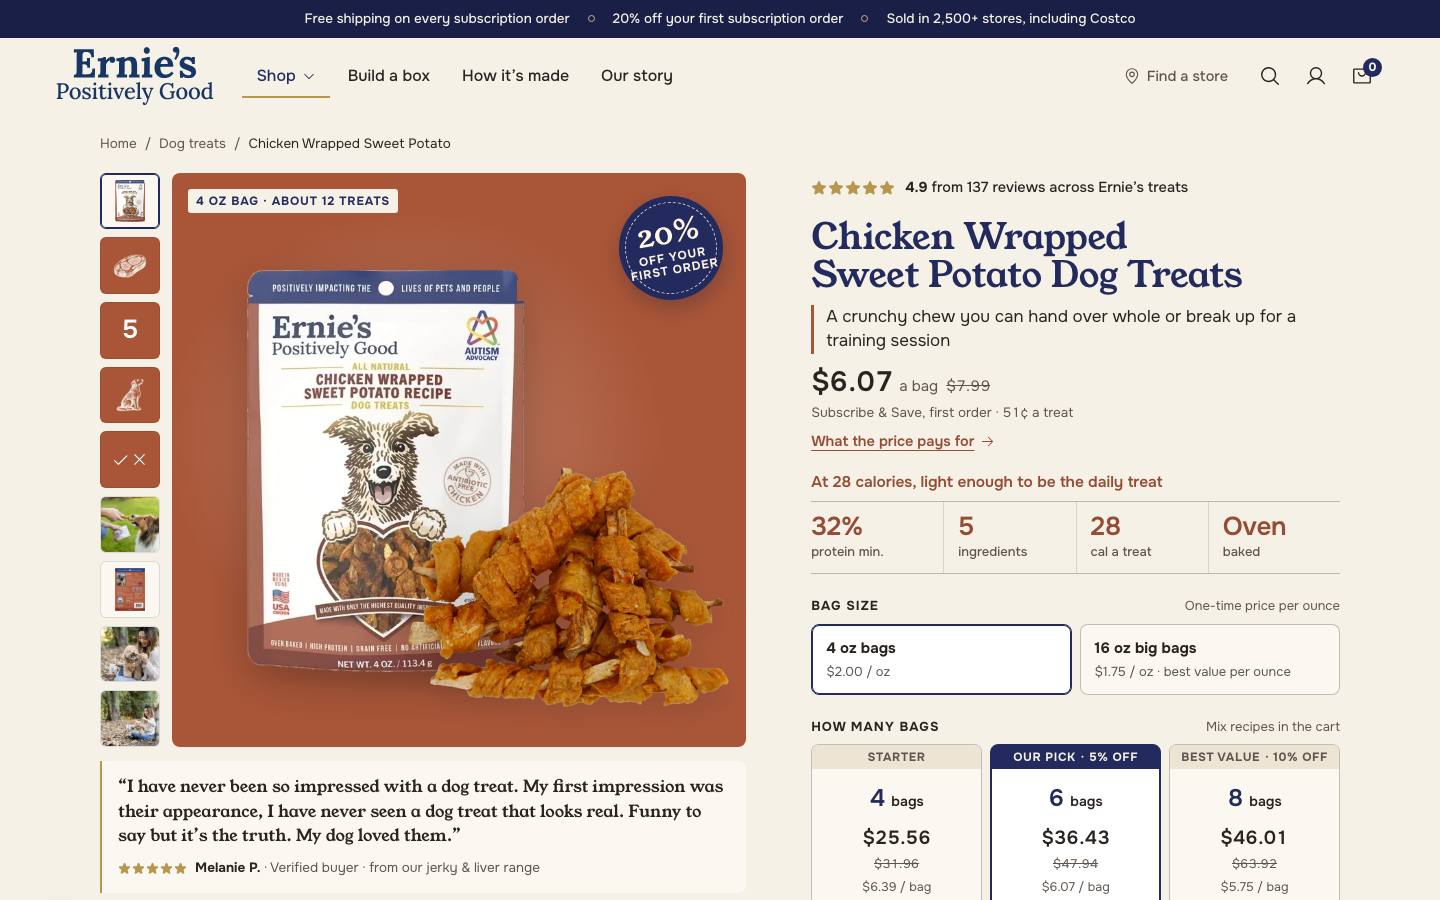 Free shipping on every subscription order
20% off your first subscription order
Sold in 2,500+ stores, including Costco
Ernie's
Positively Good
Shop
Build a box
How it's made
Our story
Find a store
0
Home / Dog treats / Chicken Wrapped Sweet Potato
5
4 OZ BAG · ABOUT 12 TREATS
20%
OFF YOUR
FIRST ORDER
POSITIVELY IMPACTING THE LIVES OF PETS AND PEOPLE
Ernie's
Positively Good
AUTISM
ADVOCACY
ALL NATURAL
CHICKEN WRAPPED
SWEET POTATO RECIPE
DOG TREATS
MADE WITH
ANTIBIOTIC
FREE
CHICKEN
MADE IN
MEXICO
USING
USA
CHICKEN
MADE WITH ONLY THE HIGHEST QUALITY
OVEN BAKED | HIGH PROTEIN | GRAIN FREE | NO ARTIFICIAL
NET WT. 4 OZ. / 113.4 g
“I have never been so impressed with a dog treat. My first impression was
their appearance, I have never seen a dog treat that looks real. Funny to
say but it’s the truth. My dog loved them.”
Melanie P. · Verified buyer · from our jerky & liver range
4.9 from 137 reviews across Ernie’s treats
Chicken Wrapped
Sweet Potato Dog Treats
A crunchy chew you can hand over whole or break up for a
training session
$6.07 a bag $7.99
Subscribe & Save, first order · 51¢ a treat
What the price pays for
At 28 calories, light enough to be the daily treat
32%
protein min.
5
ingredients
28
cal a treat
Oven
baked
BAG SIZE
One-time price per ounce
4 oz bags
$2.00 / oz
16 oz big bags
$1.75 / oz · best value per ounce
HOW MANY BAGS
Mix recipes in the cart
STARTER
4 bags
$25.56
$31.96
$6.39 / bag
OUR PICK · 5% OFF
6 bags
$36.43
$47.94
$6.07 / bag
BEST VALUE · 10% OFF
8 bags
$46.01
$63.92
$5.75 / bag